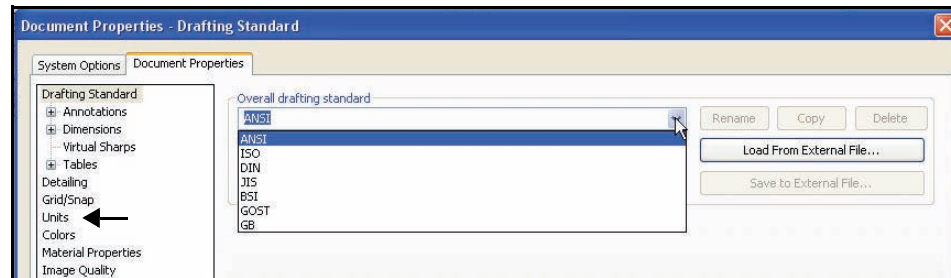 Document Properties - Drafting Standard
System Options
Document Properties
Drafting Standard
Annotations
Dimensions
Virtual Sharps
Tables
Detailing
Grid/Snap
Units
Colors
Material Properties
Image Quality
Overall drafting standard
ANSI
ANSI
ISO
DIN
JIS
BSI
GOST
GB
Rename
Copy
Delete
Load From External File...
Save to External File...